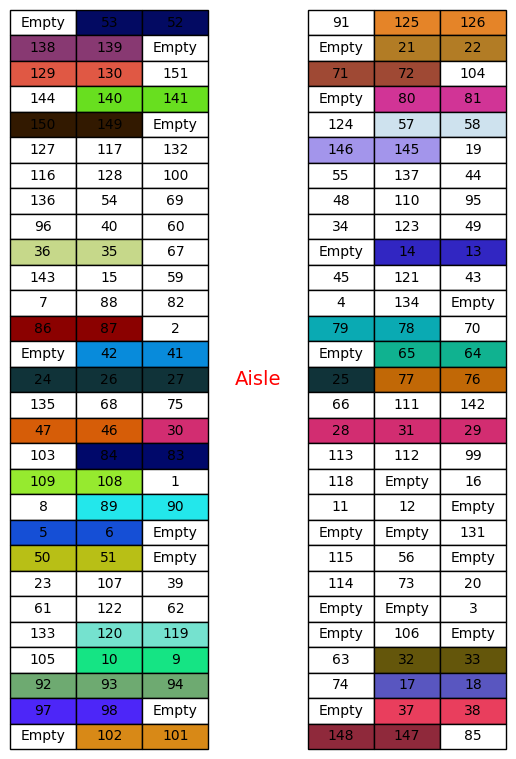 Empty 53 52 91 125 126
138 139 Empty Empty 21 22
129 130 151 71 72 104
144 140 141 Empty 80 81
150 149 Empty 124 57 58
127 117 132 146 145 19
116 128 100 55 137 44
136 54 69 48 110 95
96 40 60 34 123 49
36 35 67 Empty 14 13
143 15 59 45 121 43
7 88 82 4 134 Empty
86 87 2 79 78 70
Empty 42 41 Empty 65 64
24 26 27 Aisle 25 77 76
135 68 75 66 111 142
47 46 30 28 31 29
103 84 83 113 112 99
109 108 1 118 Empty 16
8 89 90 11 12 Empty
5 6 Empty Empty Empty 131
50 51 Empty 115 56 Empty
23 107 39 114 73 20
61 122 62 Empty Empty 3
133 120 119 Empty 106 Empty
105 10 9 63 32 33
92 93 94 74 17 18
97 98 Empty Empty 37 38
Empty 102 101 148 147 85